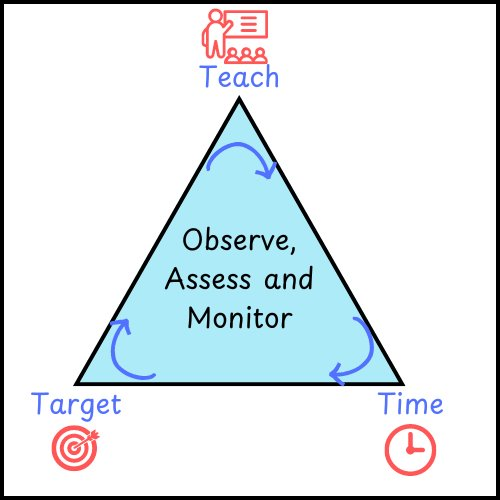 Teach
Observe,
Assess and
Monitor
Target
Time